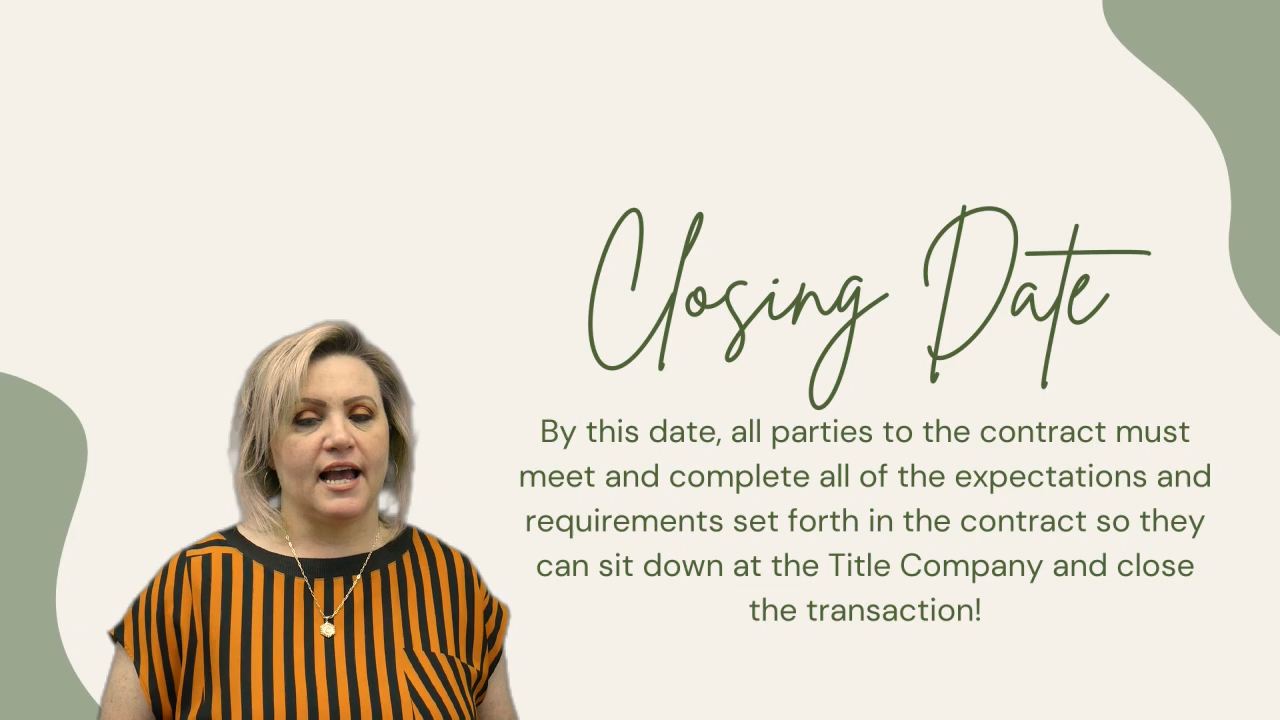 Closing Date
By this date, all parties to the contract must
meet and complete all of the expectations and
requirements set forth in the contract so they
can sit down at the Title Company and close
the transaction!